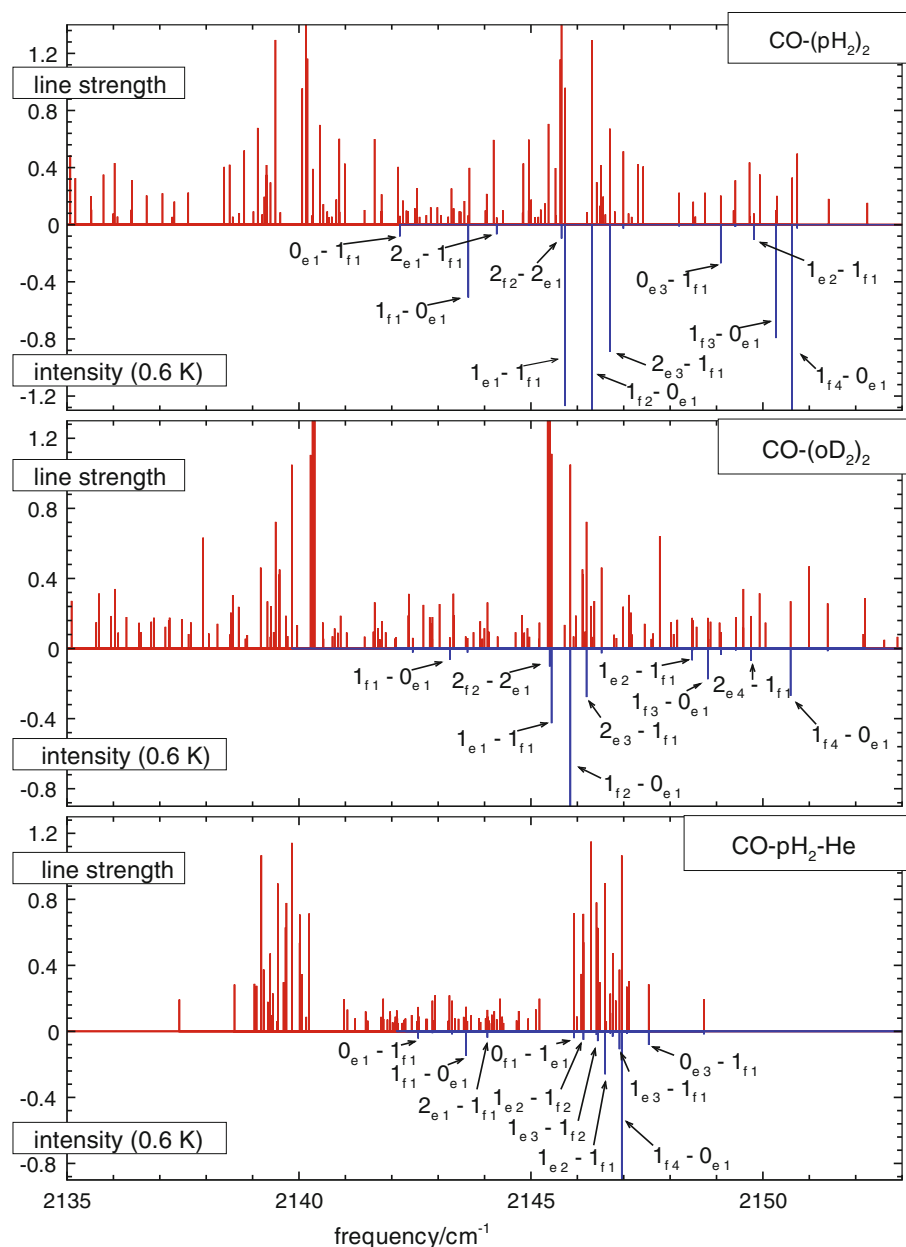 CO-(pH₂)₂
1.2
line strength
0.8
0.4
0
0e1 - 1f1
2e1 - 1f1
2f2 - 2e1
0e3 - 1f1
1e2 - 1f1
-0.4
1f1 - 0e1
1f3 - 0e1
-0.8
intensity (0.6 K)
1e1 - 1f1
2e3 - 1f1
1f2 - 0e1
1f4 - 0e1
-1.2
CO-(oD₂)₂
1.2
line strength
0.8
0.4
0
1f1 - 0e1
2f2 - 2e1
1e2 - 1f1
1f3 - 0e1
2e4 - 1f1
-0.4
1e1 - 1f1
2e3 - 1f1
1f4 - 0e1
intensity (0.6 K)
-0.8
1f2 - 0e1
CO-pH₂-He
1.2
line strength
0.8
0.4
0
0e1 - 1f1
1f1 - 0e1
2e1 - 1f1
0f1 - 1e1
1e2 - 1f2
1e3 - 1f2
1e2 - 1f1
1e3 - 1f1
0e3 - 1f1
-0.4
intensity (0.6 K)
1f4 - 0e1
-0.8
2135 2140 2145 2150
frequency/cm⁻¹